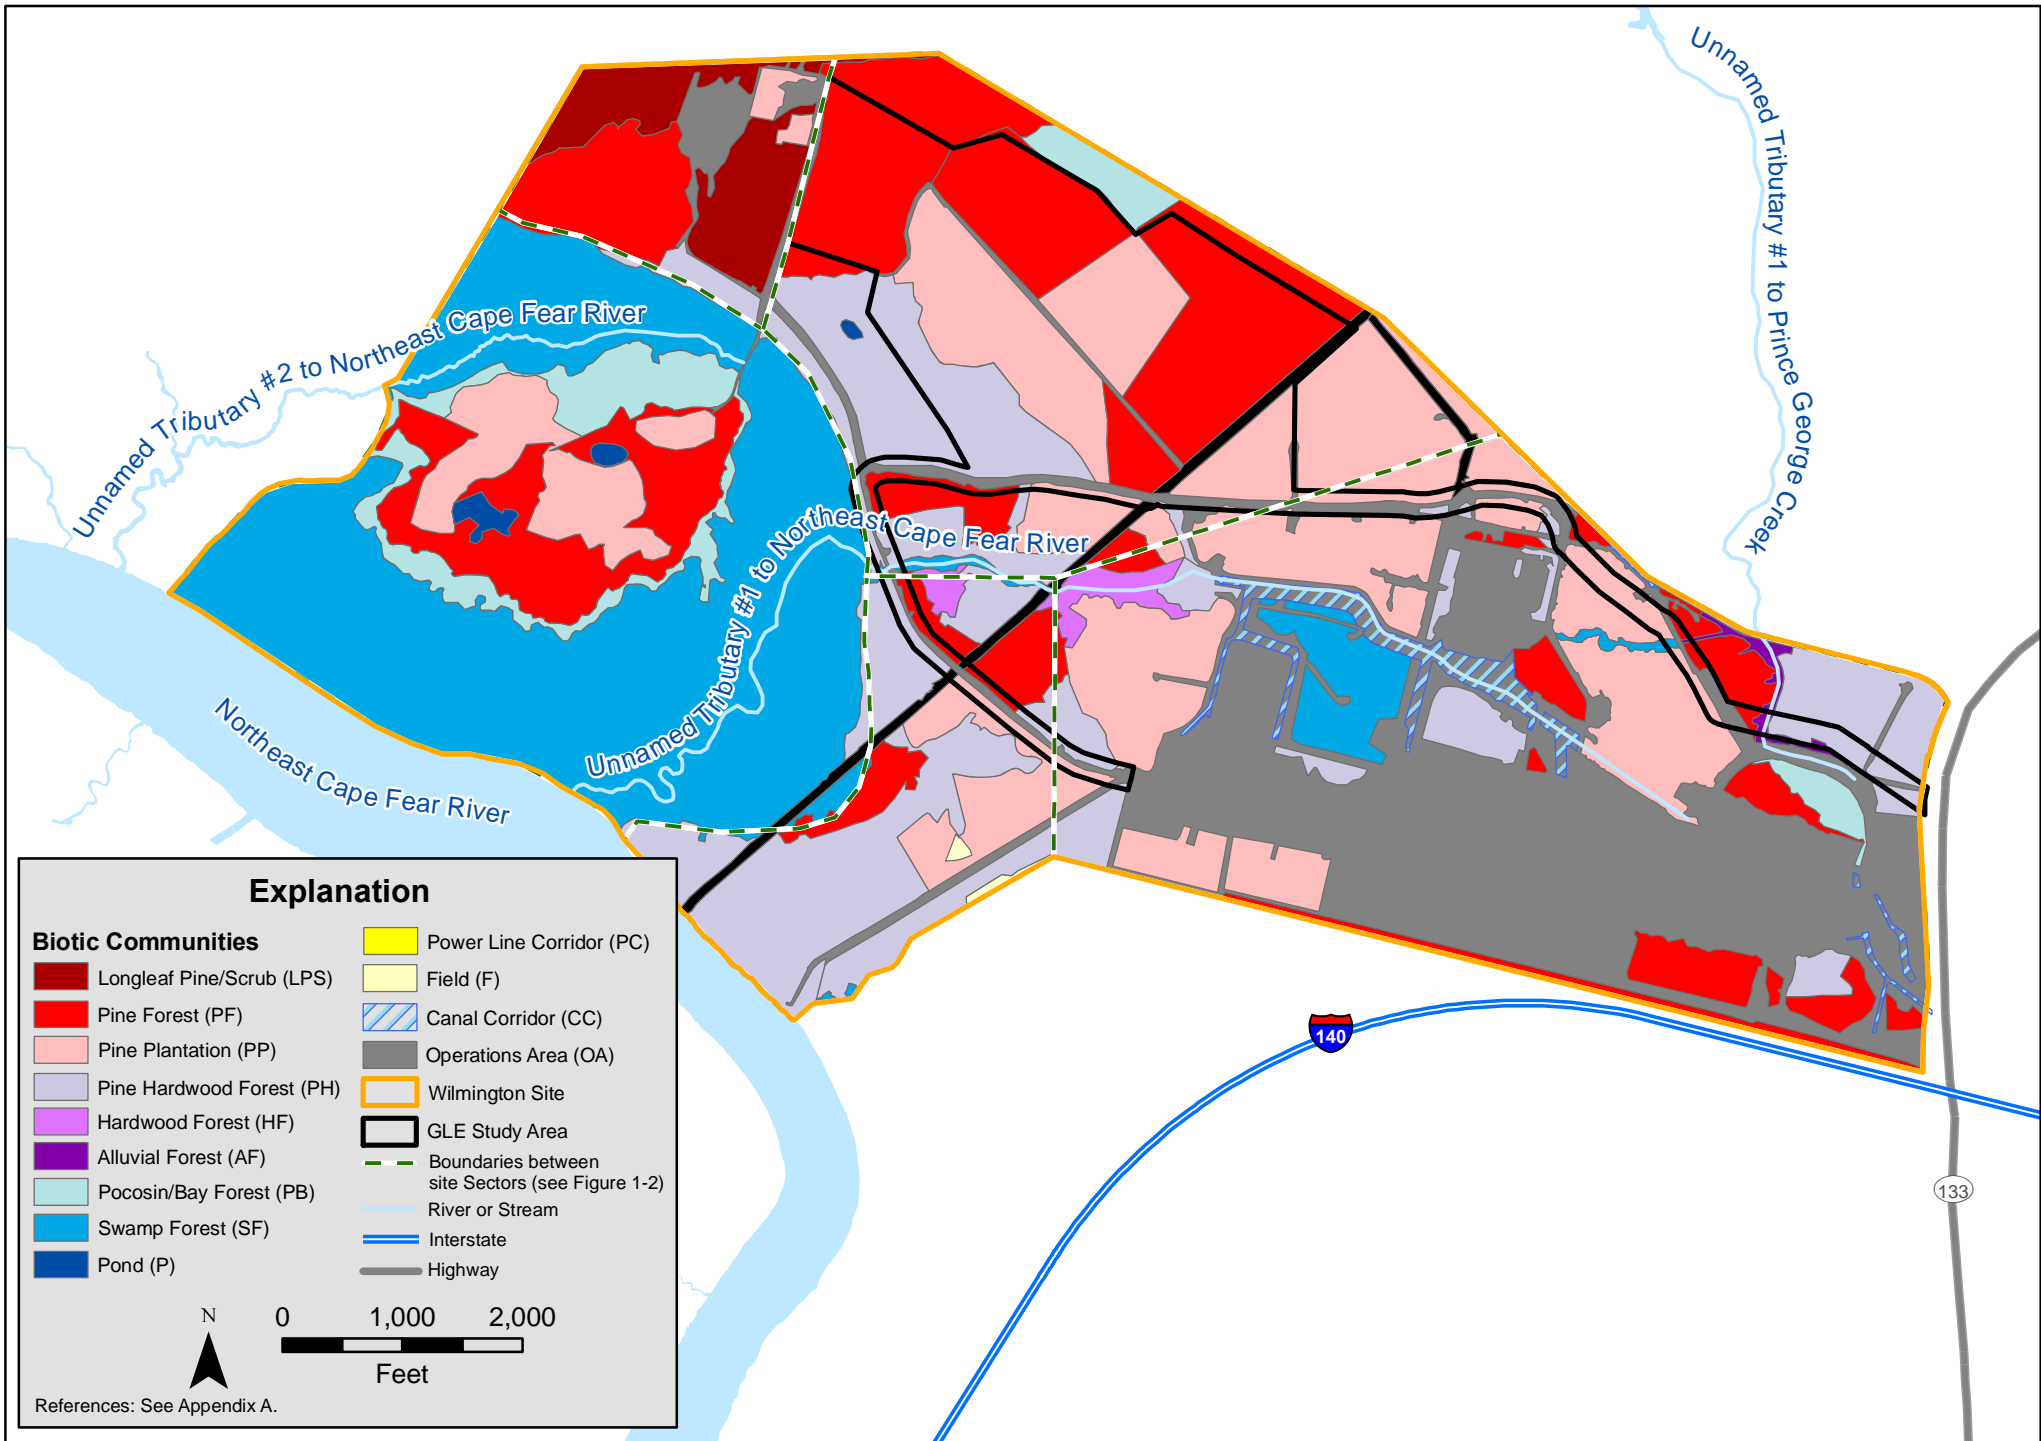 Unnamed Tributary #1 to Prince George Creek
Unnamed Tributary #2 to Northeast Cape Fear River
Unnamed Tributary #1 to Northeast Cape Fear River
Northeast Cape Fear River
Explanation
Biotic Communities
Longleaf Pine/Scrub (LPS)
Pine Forest (PF)
Pine Plantation (PP)
Pine Hardwood Forest (PH)
Hardwood Forest (HF)
Alluvial Forest (AF)
Pocosin/Bay Forest (PB)
Swamp Forest (SF)
Pond (P)
Power Line Corridor (PC)
Field (F)
Canal Corridor (CC)
Operations Area (OA)
Wilmington Site
GLE Study Area
Boundaries between
site Sectors (see Figure 1-2)
River or Stream
Interstate
Highway
N
0 1,000 2,000
Feet
References: See Appendix A.
140
133